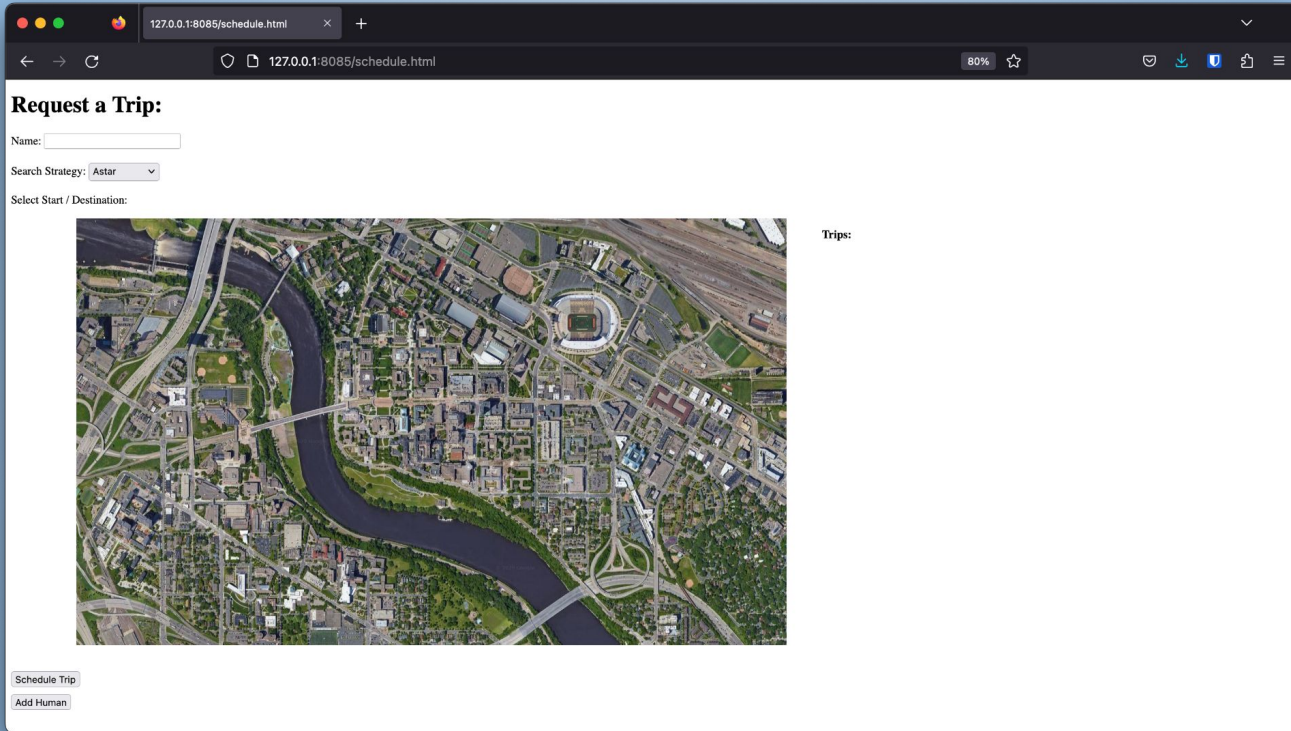 127.0.0.1:8085/schedule.html
127.0.0.1:8085/schedule.html
80%
Request a Trip:
Name:
Search Strategy: Astar
Select Start / Destination:
Trips:
Schedule Trip
Add Human